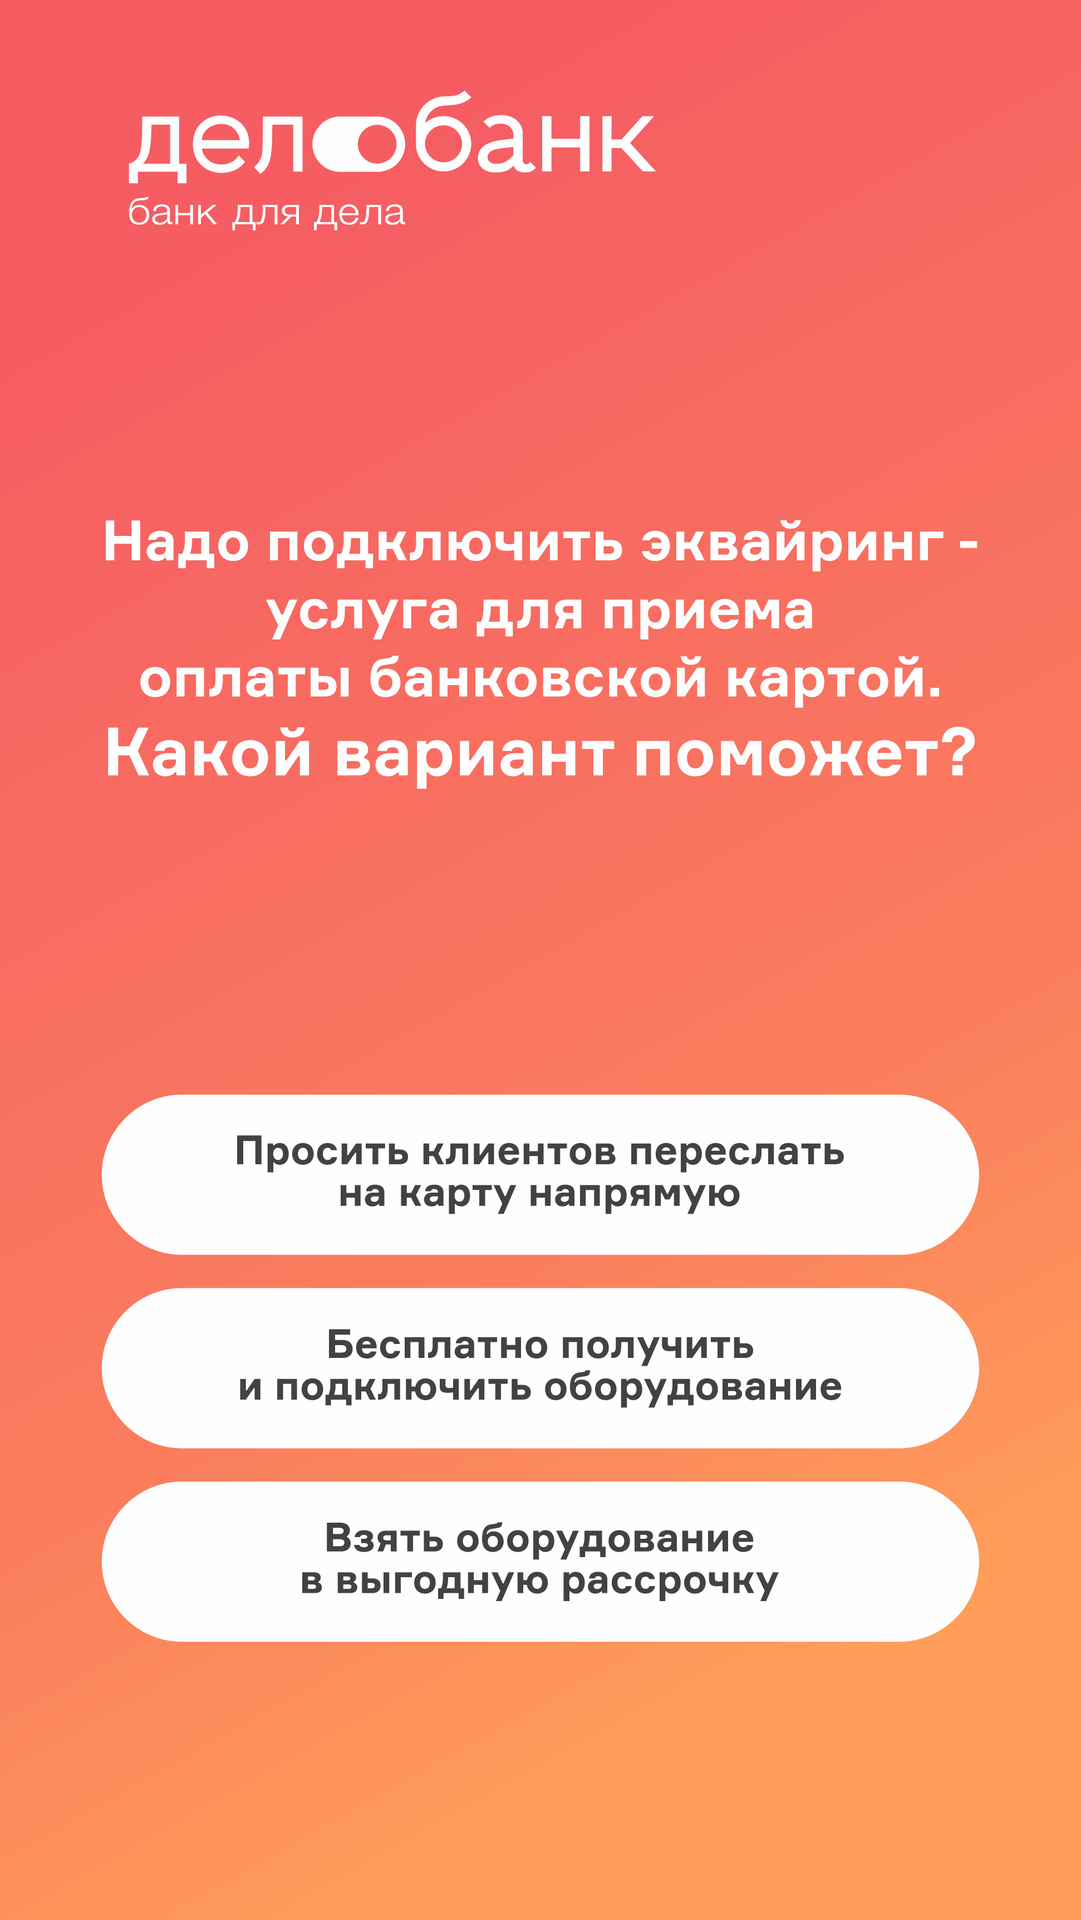 делобанк
банк для дела
Надо подключить эквайринг -
услуга для приема
оплаты банковской картой.
Какой вариант поможет?
Просить клиентов переслать
на карту напрямую
Бесплатно получить
и подключить оборудование
Взять оборудование
в выгодную рассрочку